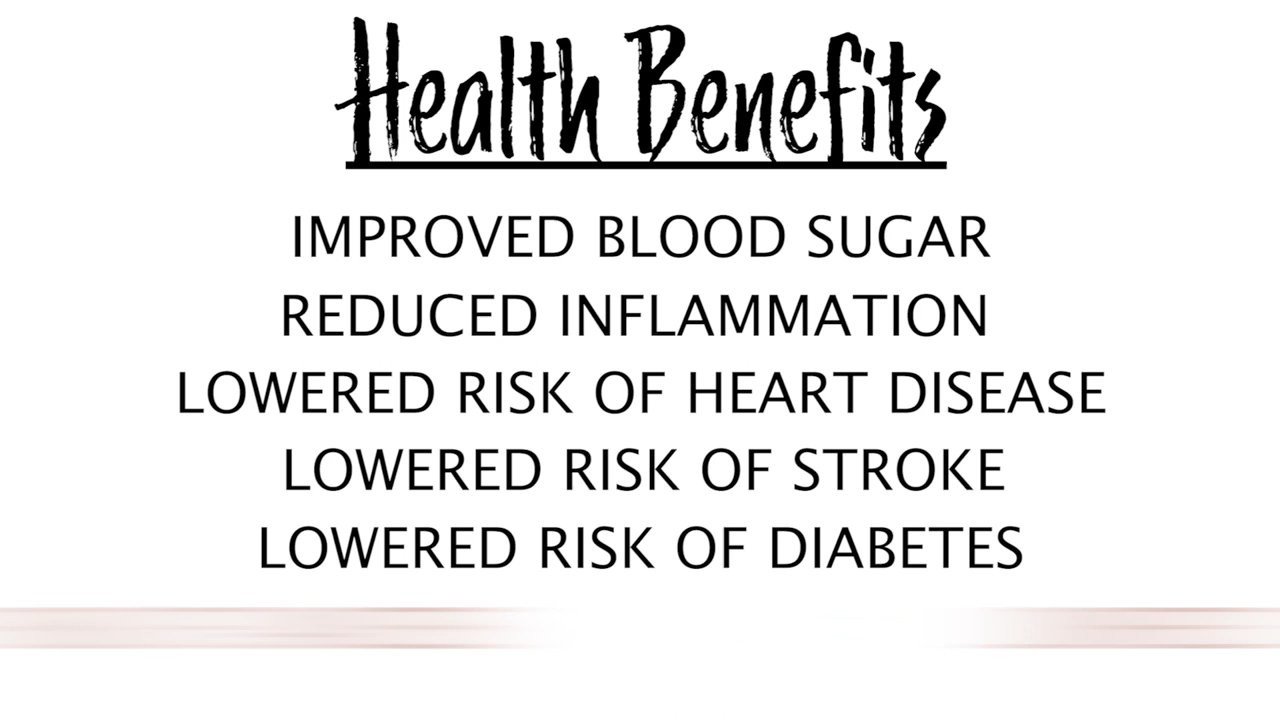 Health Benefits
IMPROVED BLOOD SUGAR
REDUCED INFLAMMATION
LOWERED RISK OF HEART DISEASE
LOWERED RISK OF STROKE
LOWERED RISK OF DIABETES